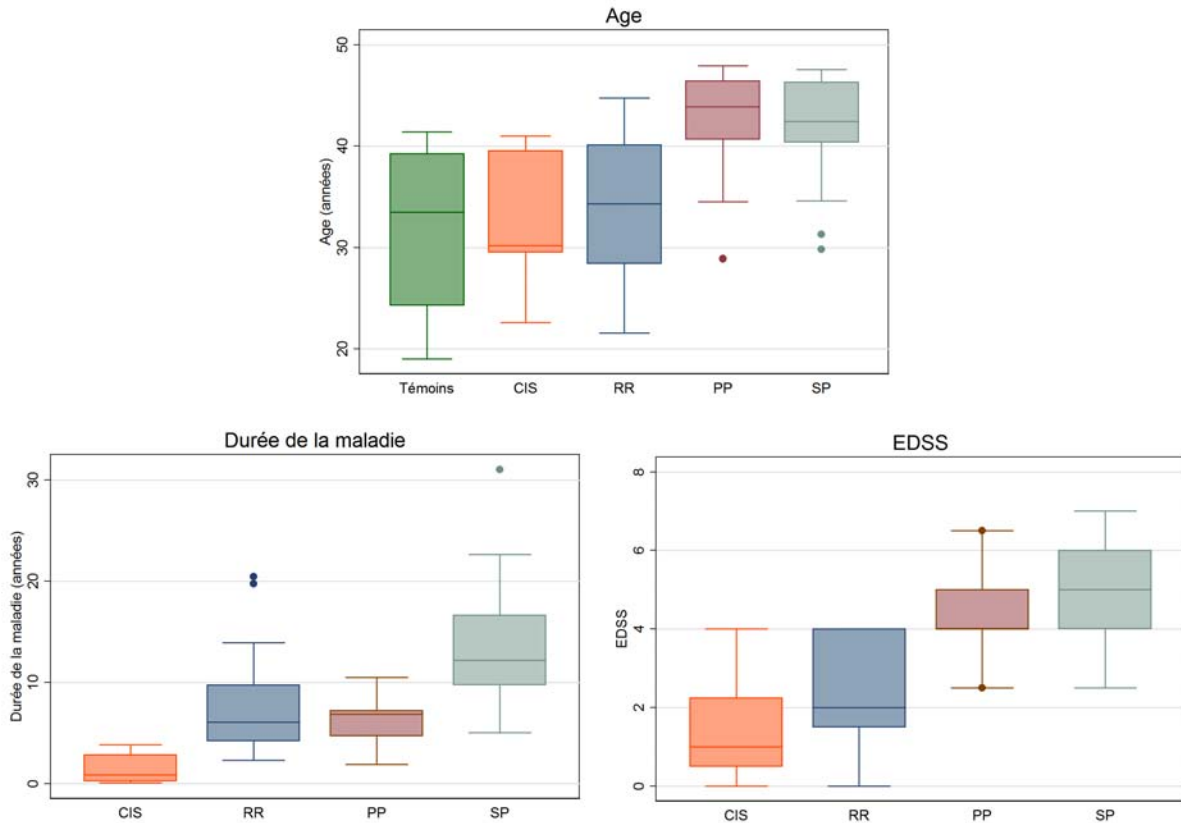 Age
Age (années)
50
40
30
20
Témoins CIS RR PP SP
Durée de la maladie
Durée de la maladie (années)
30
20
10
0
CIS RR PP SP
EDSS
EDSS
8
6
4
2
0
CIS RR PP SP